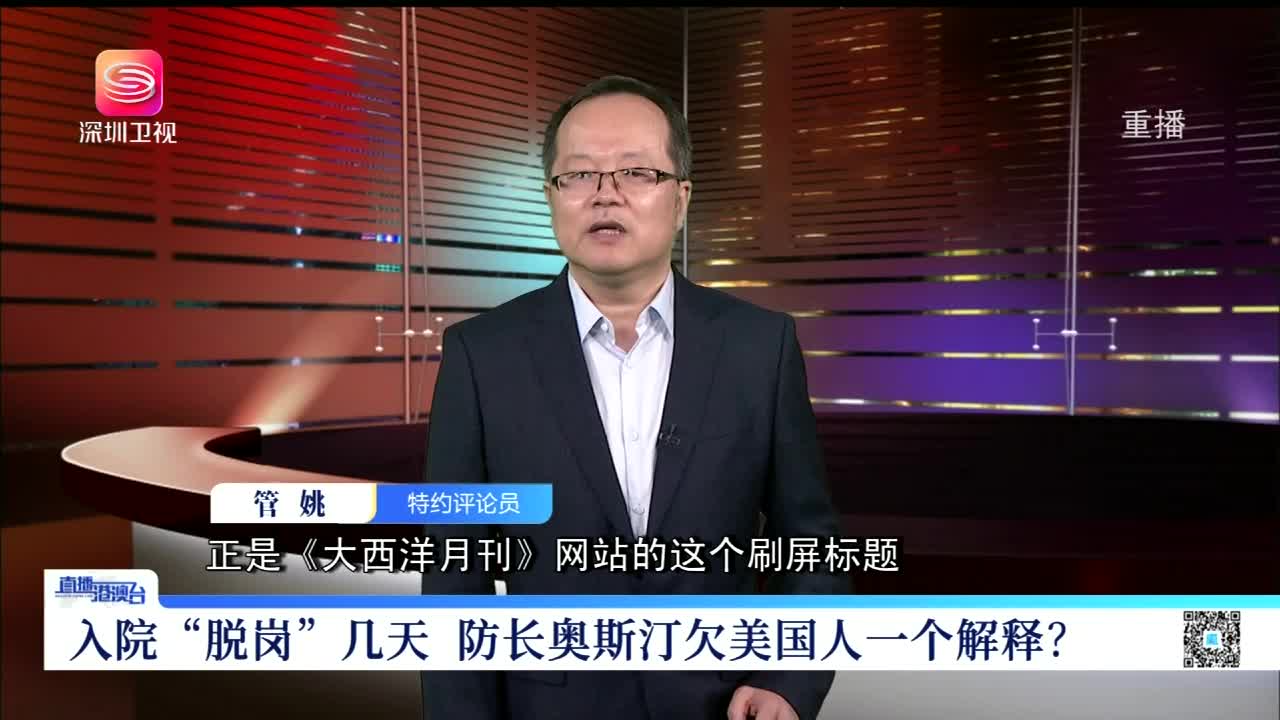 深圳卫视
重播
管姚
特约评论员
正是《大西洋月刊》网站的这个刷屏标题
直播港澳台
入院“脱岗”几天 防长奥斯汀欠美国人一个解释？